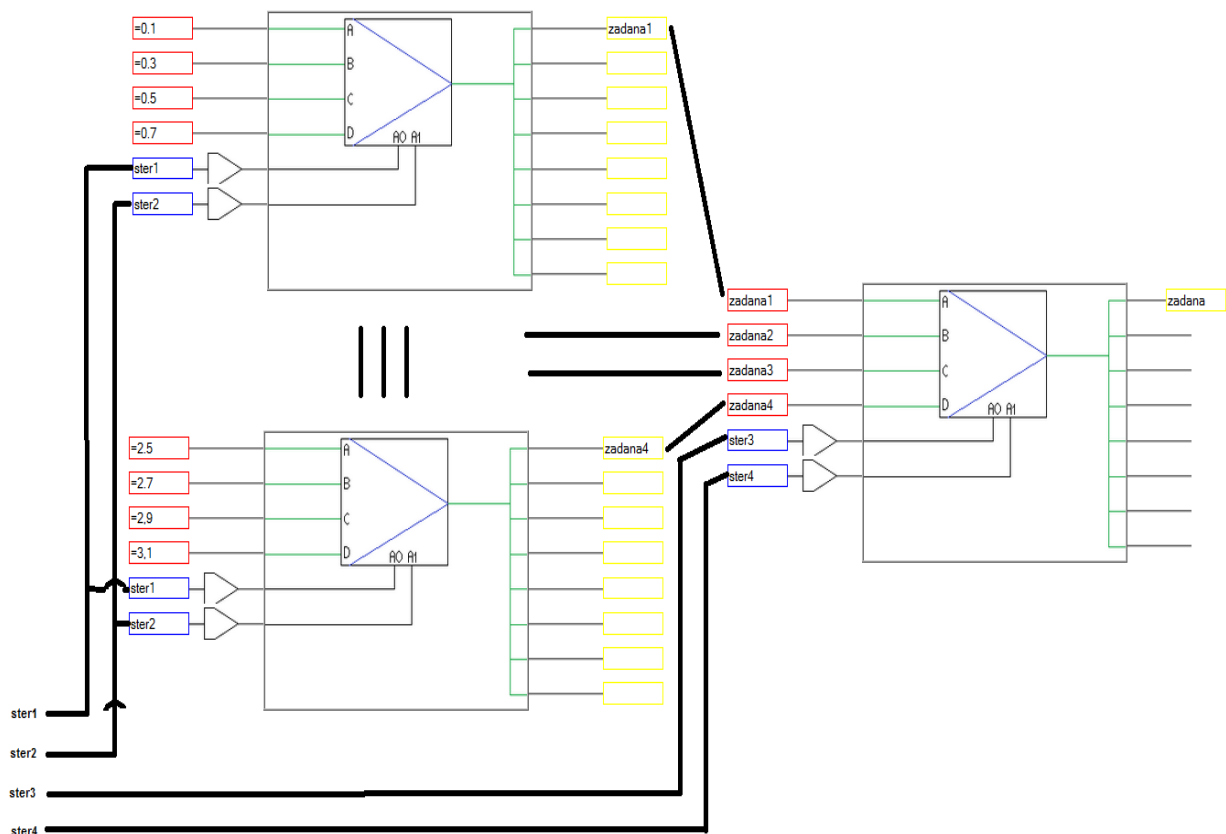 =0.1
A
zadana1
=0.3
B
=0.5
C
=0.7
D
A0 A1
ster1
ster2
zadana1
A
zadana
zadana2
B
zadana3
C
zadana4
D
A0 A1
ster3
ster4
=2.5
A
zadana4
=2.7
B
=2,9
C
=3,1
D
A0 A1
ster1
ster2
ster1
ster2
ster3
ster4